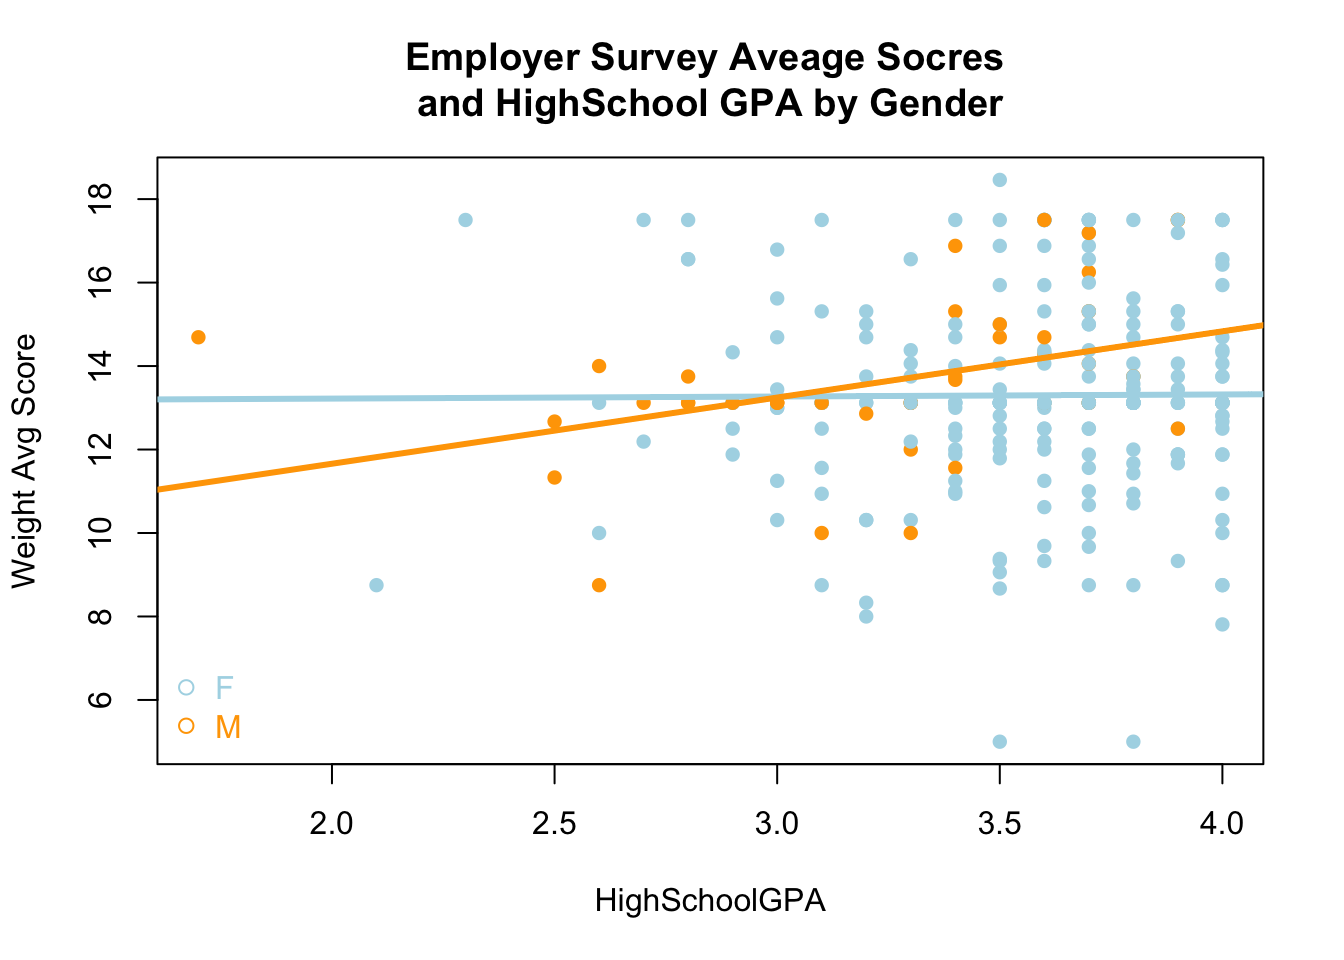 Employer Survey Aveage Socres
and HighSchool GPA by Gender
Weight Avg Score
18
16
14
12
10
8
6
F
M
2.0 2.5 3.0 3.5 4.0
HighSchoolGPA